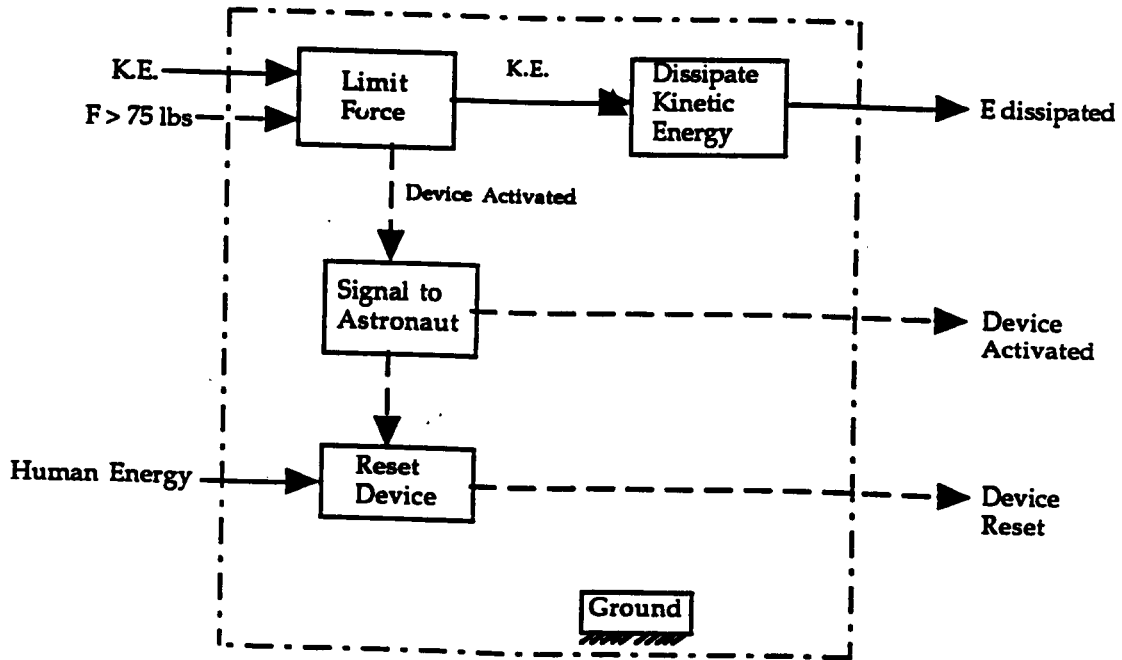 K.E.
F > 75 lbs
Limit
Force
K.E.
Dissipate
Kinetic
Energy
E dissipated
Device Activated
Signal to
Astronaut
Device
Activated
Human Energy
Reset
Device
Device
Reset
Ground